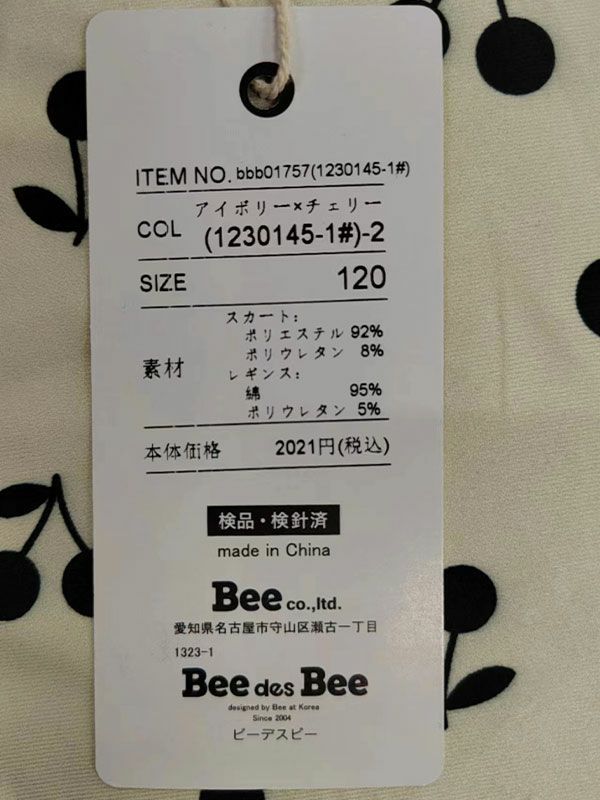 ITEM NO. bbb01757(1230145-1#)
アイボリー×チェリー
COL (1230145-1#)-2
SIZE 120
スカート:
ポリエステル 92%
ポリウレタン 8%
素材
レギンス:
綿 95%
ポリウレタン 5%
本体価格 2021円(税込)
検品・検針済
made in China
Bee co.,ltd.
愛知県名古屋市守山区瀬古一丁目
1323-1
Bee des Bee
designed by Bee at Korea
Since 2004
ビーデスビー